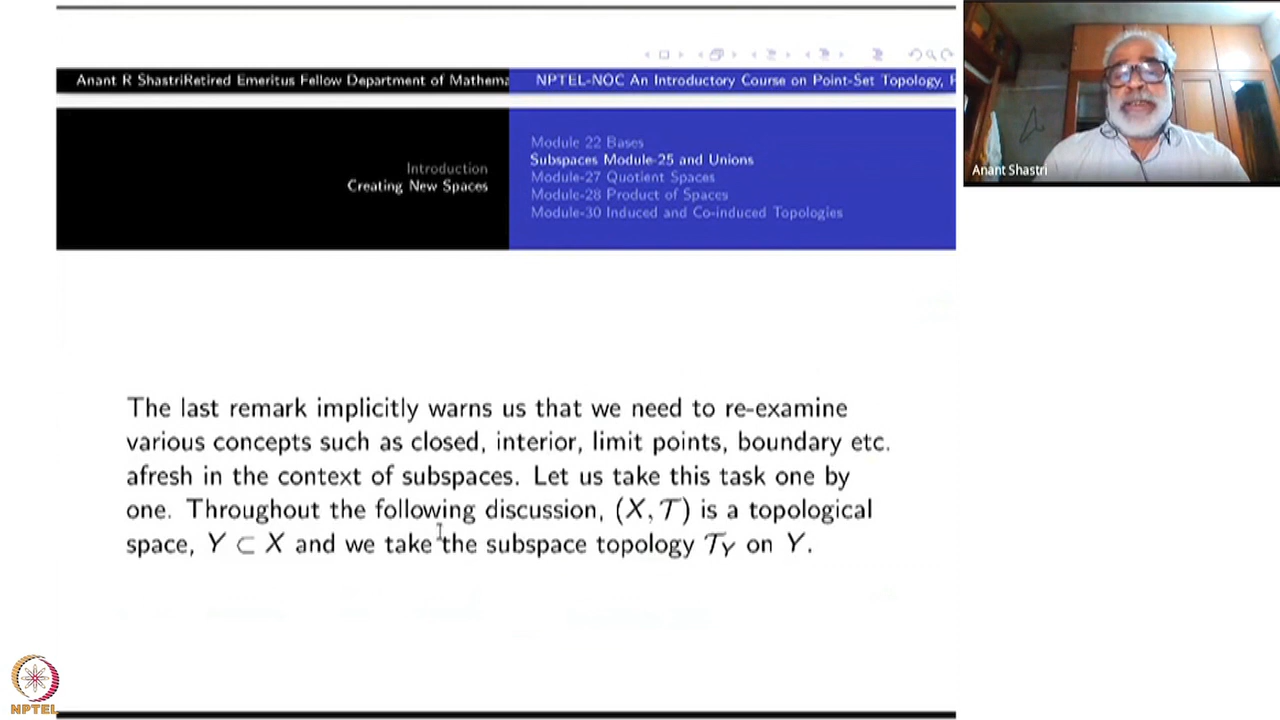 Anant R ShastriRetired Emeritus Fellow Department of Mathema
NPTEL-NOC An Introductory Course on Point-Set Topology, P
Introduction
Creating New Spaces
Module 22 Bases
Subspaces Module-25 and Unions
Module-27 Quotient Spaces
Module-28 Product of Spaces
Module-30 Induced and Co-induced Topologies
Anant Shastri
The last remark implicitly warns us that we need to re-examine
various concepts such as closed, interior, limit points, boundary etc.
afresh in the context of subspaces. Let us take this task one by
one. Throughout the following discussion, (X, 𝒯) is a topological
space, Y ⊂ X and we take the subspace topology 𝒯_Y on Y.
NPTEL